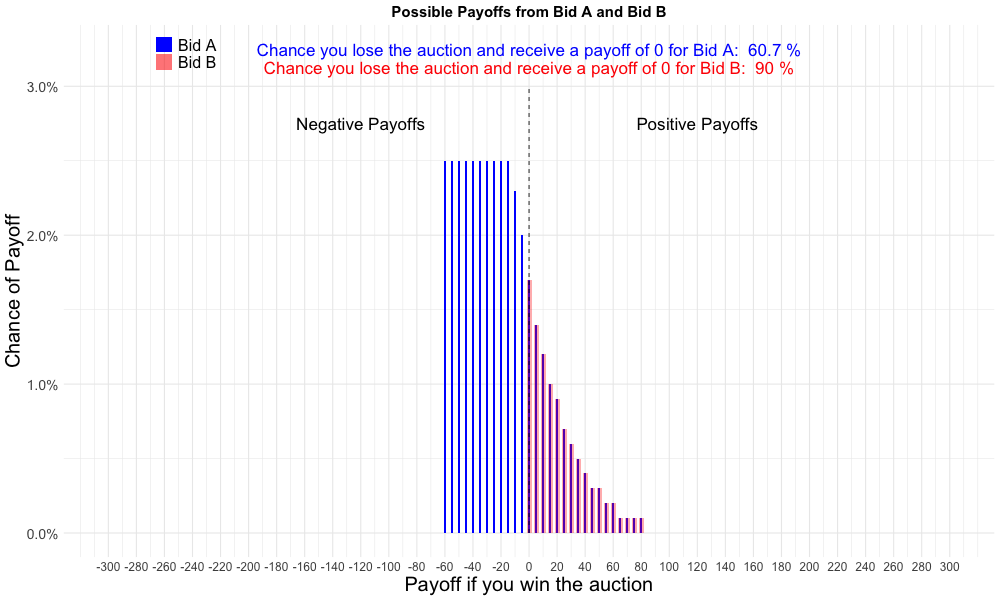 Possible Payoffs from Bid A and Bid B
Bid A
Bid B
Chance you lose the auction and receive a payoff of 0 for Bid A:  60.7 %
Chance you lose the auction and receive a payoff of 0 for Bid B:  90 %
Negative Payoffs
Positive Payoffs
Chance of Payoff
3.0%
2.0%
1.0%
0.0%
-300 -280 -260 -240 -220 -200 -180 -160 -140 -120 -100 -80 -60 -40 -20 0 20 40 60 80 100 120 140 160 180 200 220 240 260 280 300
Payoff if you win the auction